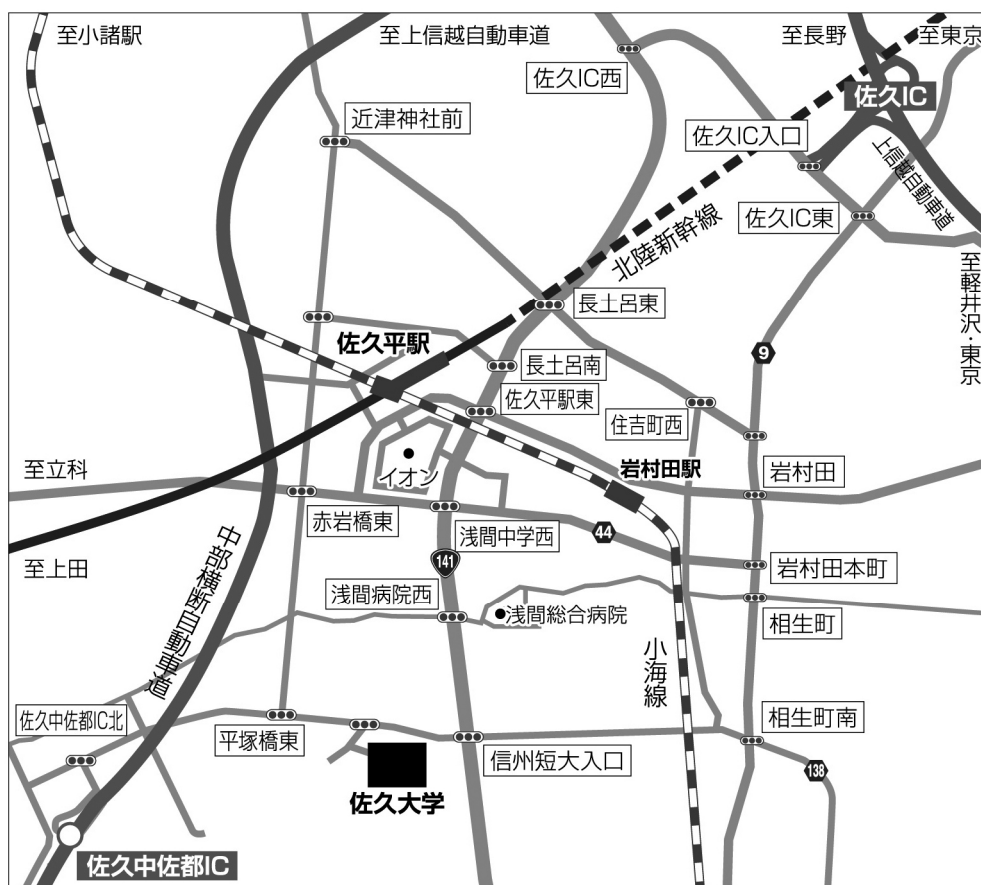 至小諸駅
至上信越自動車道
至長野
至東京
佐久IC西
佐久IC
近津神社前
佐久IC入口
上信越自動車道
佐久IC東
北陸新幹線
至軽井沢・東京
長土呂東
佐久平駅
9
長土呂南
佐久平駅東
住吉町西
至立科
イオン
岩村田駅
岩村田
赤岩橋東
浅間中学西
44
至上田
141
岩村田本町
中部横断自動車道
浅間病院西
浅間総合病院
相生町
小海線
佐久中佐都IC北
平塚橋東
信州短大入口
相生町南
138
佐久大学
佐久中佐都IC